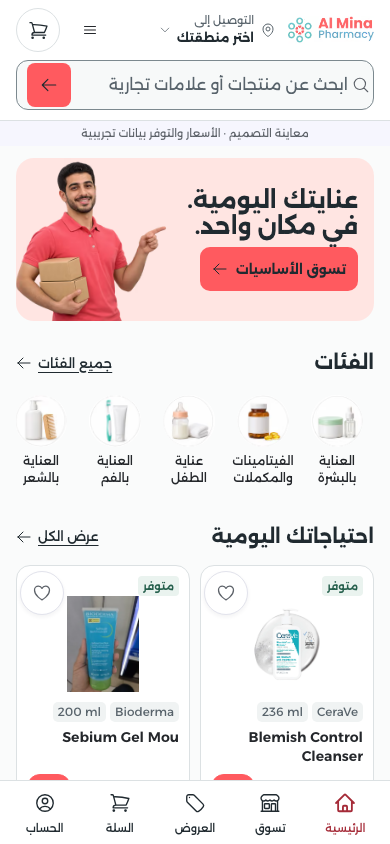 Al Mina
Pharmacy
التوصيل إلى
اختر منطقتك
ابحث عن منتجات أو علامات تجارية
معاينة التصميم · الأسعار والتوفر بيانات تجريبية
عنايتك اليومية.
في مكان واحد.
تسوق الأساسيات
الفئات
جميع الفئات
العناية بالبشرة
الفيتامينات والمكملات
عناية الطفل
العناية بالفم
العناية بالشعر
احتياجاتك اليومية
عرض الكل
متوفر
CeraVe
236 ml
Blemish Control
Cleanser
متوفر
Bioderma
200 ml
Sebium Gel Mou
الرئيسية
تسوق
العروض
السلة
الحساب